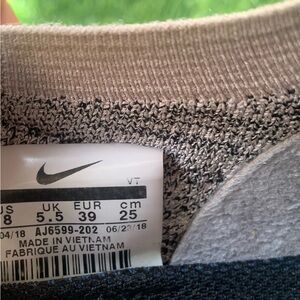 VT
US UK EUR cm
8 5.5 39 25
04/18 AJ6599-202 06/29/18
MADE IN VIETNAM
FABRIQUE AU VIETNAM